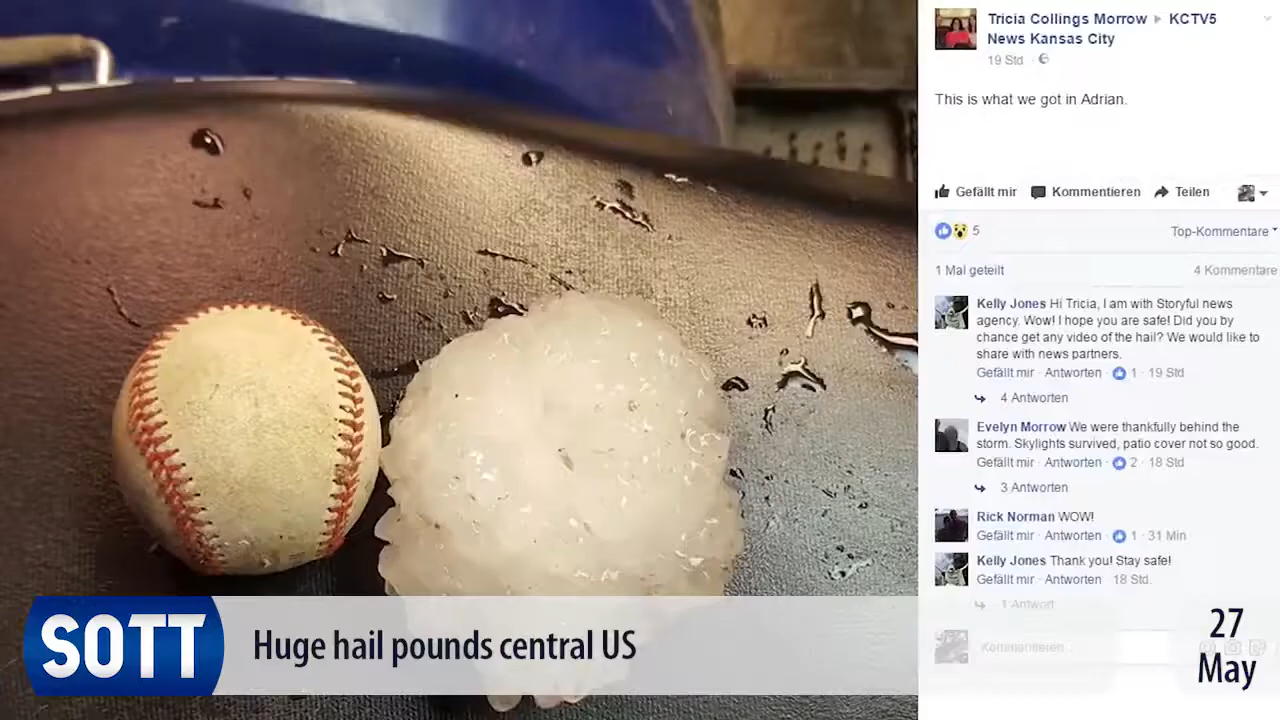 Tricia Collings Morrow ▸ KCTV5
News Kansas City
19 Std ·
This is what we got in Adrian.
Gefällt mir Kommentieren Teilen
5
Top-Kommentare
1 Mal geteilt
4 Kommentare
Kelly Jones Hi Tricia, I am with Storyful news
agency. Wow! I hope you are safe! Did you by
chance get any video of the hail? We would like to
share with news partners.
Gefällt mir · Antworten · 1 · 19 Std
4 Antworten
Evelyn Morrow We were thankfully behind the
storm. Skylights survived, patio cover not so good.
Gefällt mir · Antworten · 2 · 18 Std
3 Antworten
Rick Norman WOW!
Gefällt mir · Antworten · 1 · 31 Min
Kelly Jones Thank you! Stay safe!
Gefällt mir · Antworten · 18 Std.
1 Antwort
Kommentieren...
SOTT
Huge hail pounds central US
27
May